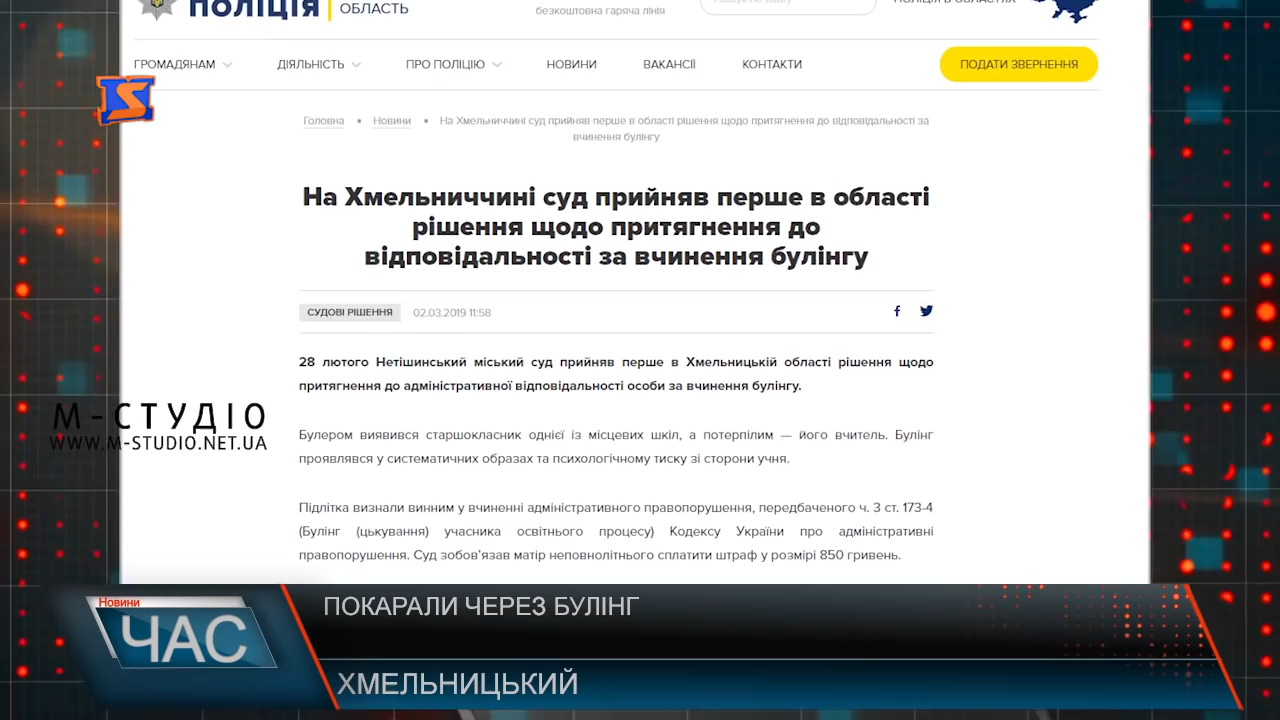 ПОЛІЦІЯ
ОБЛАСТЬ
безкоштовна гаряча лінія
ГРОМАДЯНАМ
ДІЯЛЬНІСТЬ
ПРО ПОЛІЦІЮ
НОВИНИ
ВАКАНСІЇ
КОНТАКТИ
ПОДАТИ ЗВЕРНЕННЯ
Головна
Новини
На Хмельниччині суд прийняв перше в області рішення щодо притягнення до відповідальності за
вчинення булінгу
На Хмельниччині суд прийняв перше в області
рішення щодо притягнення до
відповідальності за вчинення булінгу
СУДОВІ РІШЕННЯ
02.03.2019 11:58
28 лютого Нетішинський міський суд прийняв перше в Хмельницькій області рішення щодо
притягнення до адміністративної відповідальності особи за вчинення булінгу.
М-СТУДІО
WWW.M-STUDIO.NET.UA
Булером виявився старшокласник однієї із місцевих шкіл, а потерпілим — його вчитель. Булінг
проявлявся у систематичних образах та психологічному тиску зі сторони учня.
Підлітка визнали винним у вчиненні адміністративного правопорушення, передбаченого ч. 3 ст. 173-4
(Булінг (цькування) учасника освітнього процесу) Кодексу України про адміністративні
правопорушення. Суд зобов'язав матір неповнолітнього сплатити штраф у розмірі 850 гривень.
Новини
ЧАС
ПОКАРАЛИ ЧЕРЕЗ БУЛІНГ
ХМЕЛЬНИЦЬКИЙ